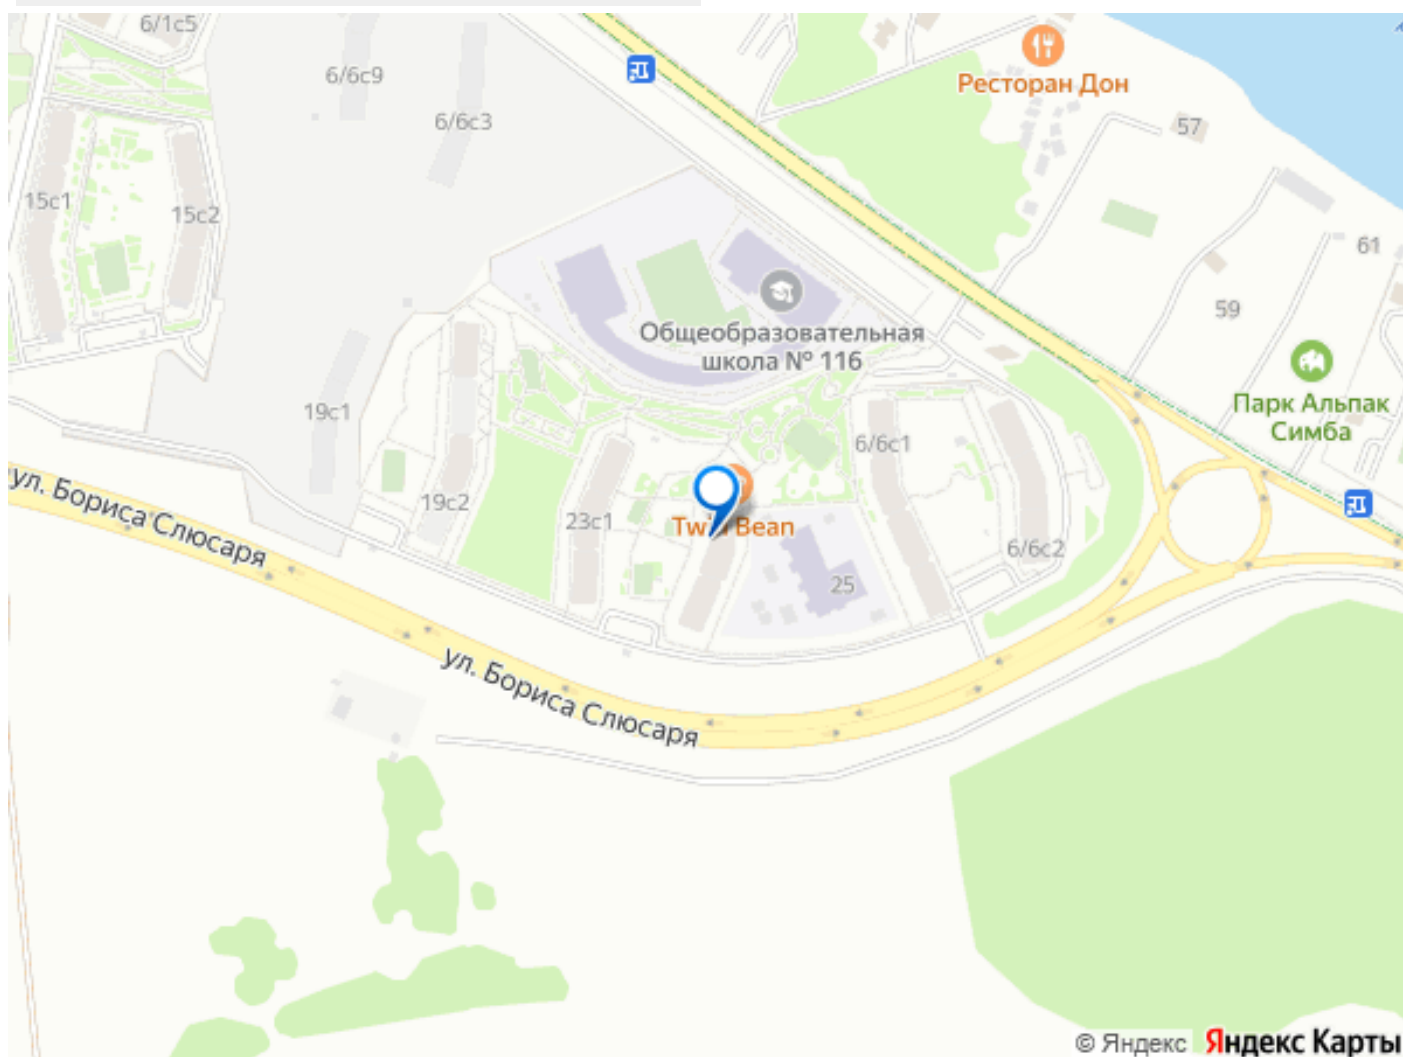 6/1с5
6/6с9
6/6с3
Ресторан Дон
57
15с1
15с2
61
59
Общеобразовательная
школа № 116
Парк Альпак
Симба
19с1
6/6с1
19с2
23с1
Bean
6/6с2
25
ул. Бориса Слюсаря
ул. Бориса Слюсаря
© Яндекс Яндекс Карты